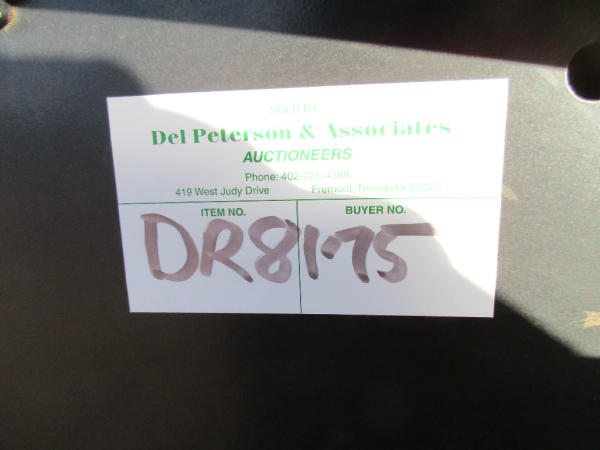 SOLD BY
Del Peterson & Associates
AUCTIONEERS
Phone: 402-721-4388
419 West Judy Drive Fremont, Nebraska 68025
ITEM NO. BUYER NO.
DR8175